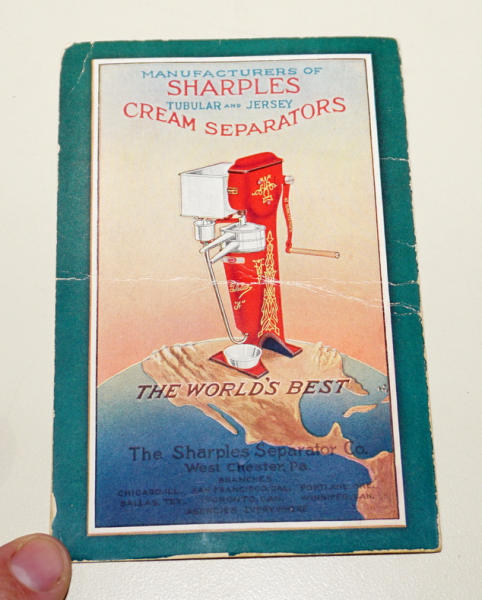 MANUFACTURERS OF
SHARPLES
TUBULAR AND JERSEY
CREAM SEPARATORS
THE WORLD'S BEST
The Sharples Separator Co.
West Chester, Pa.
BRANCHES
CHICAGO, ILL., SAN FRANCISCO, CAL., PORTLAND, ORE.
DALLAS, TEX., TORONTO, CAN., WINNIPEG, CAN.
AGENCIES EVERYWHERE